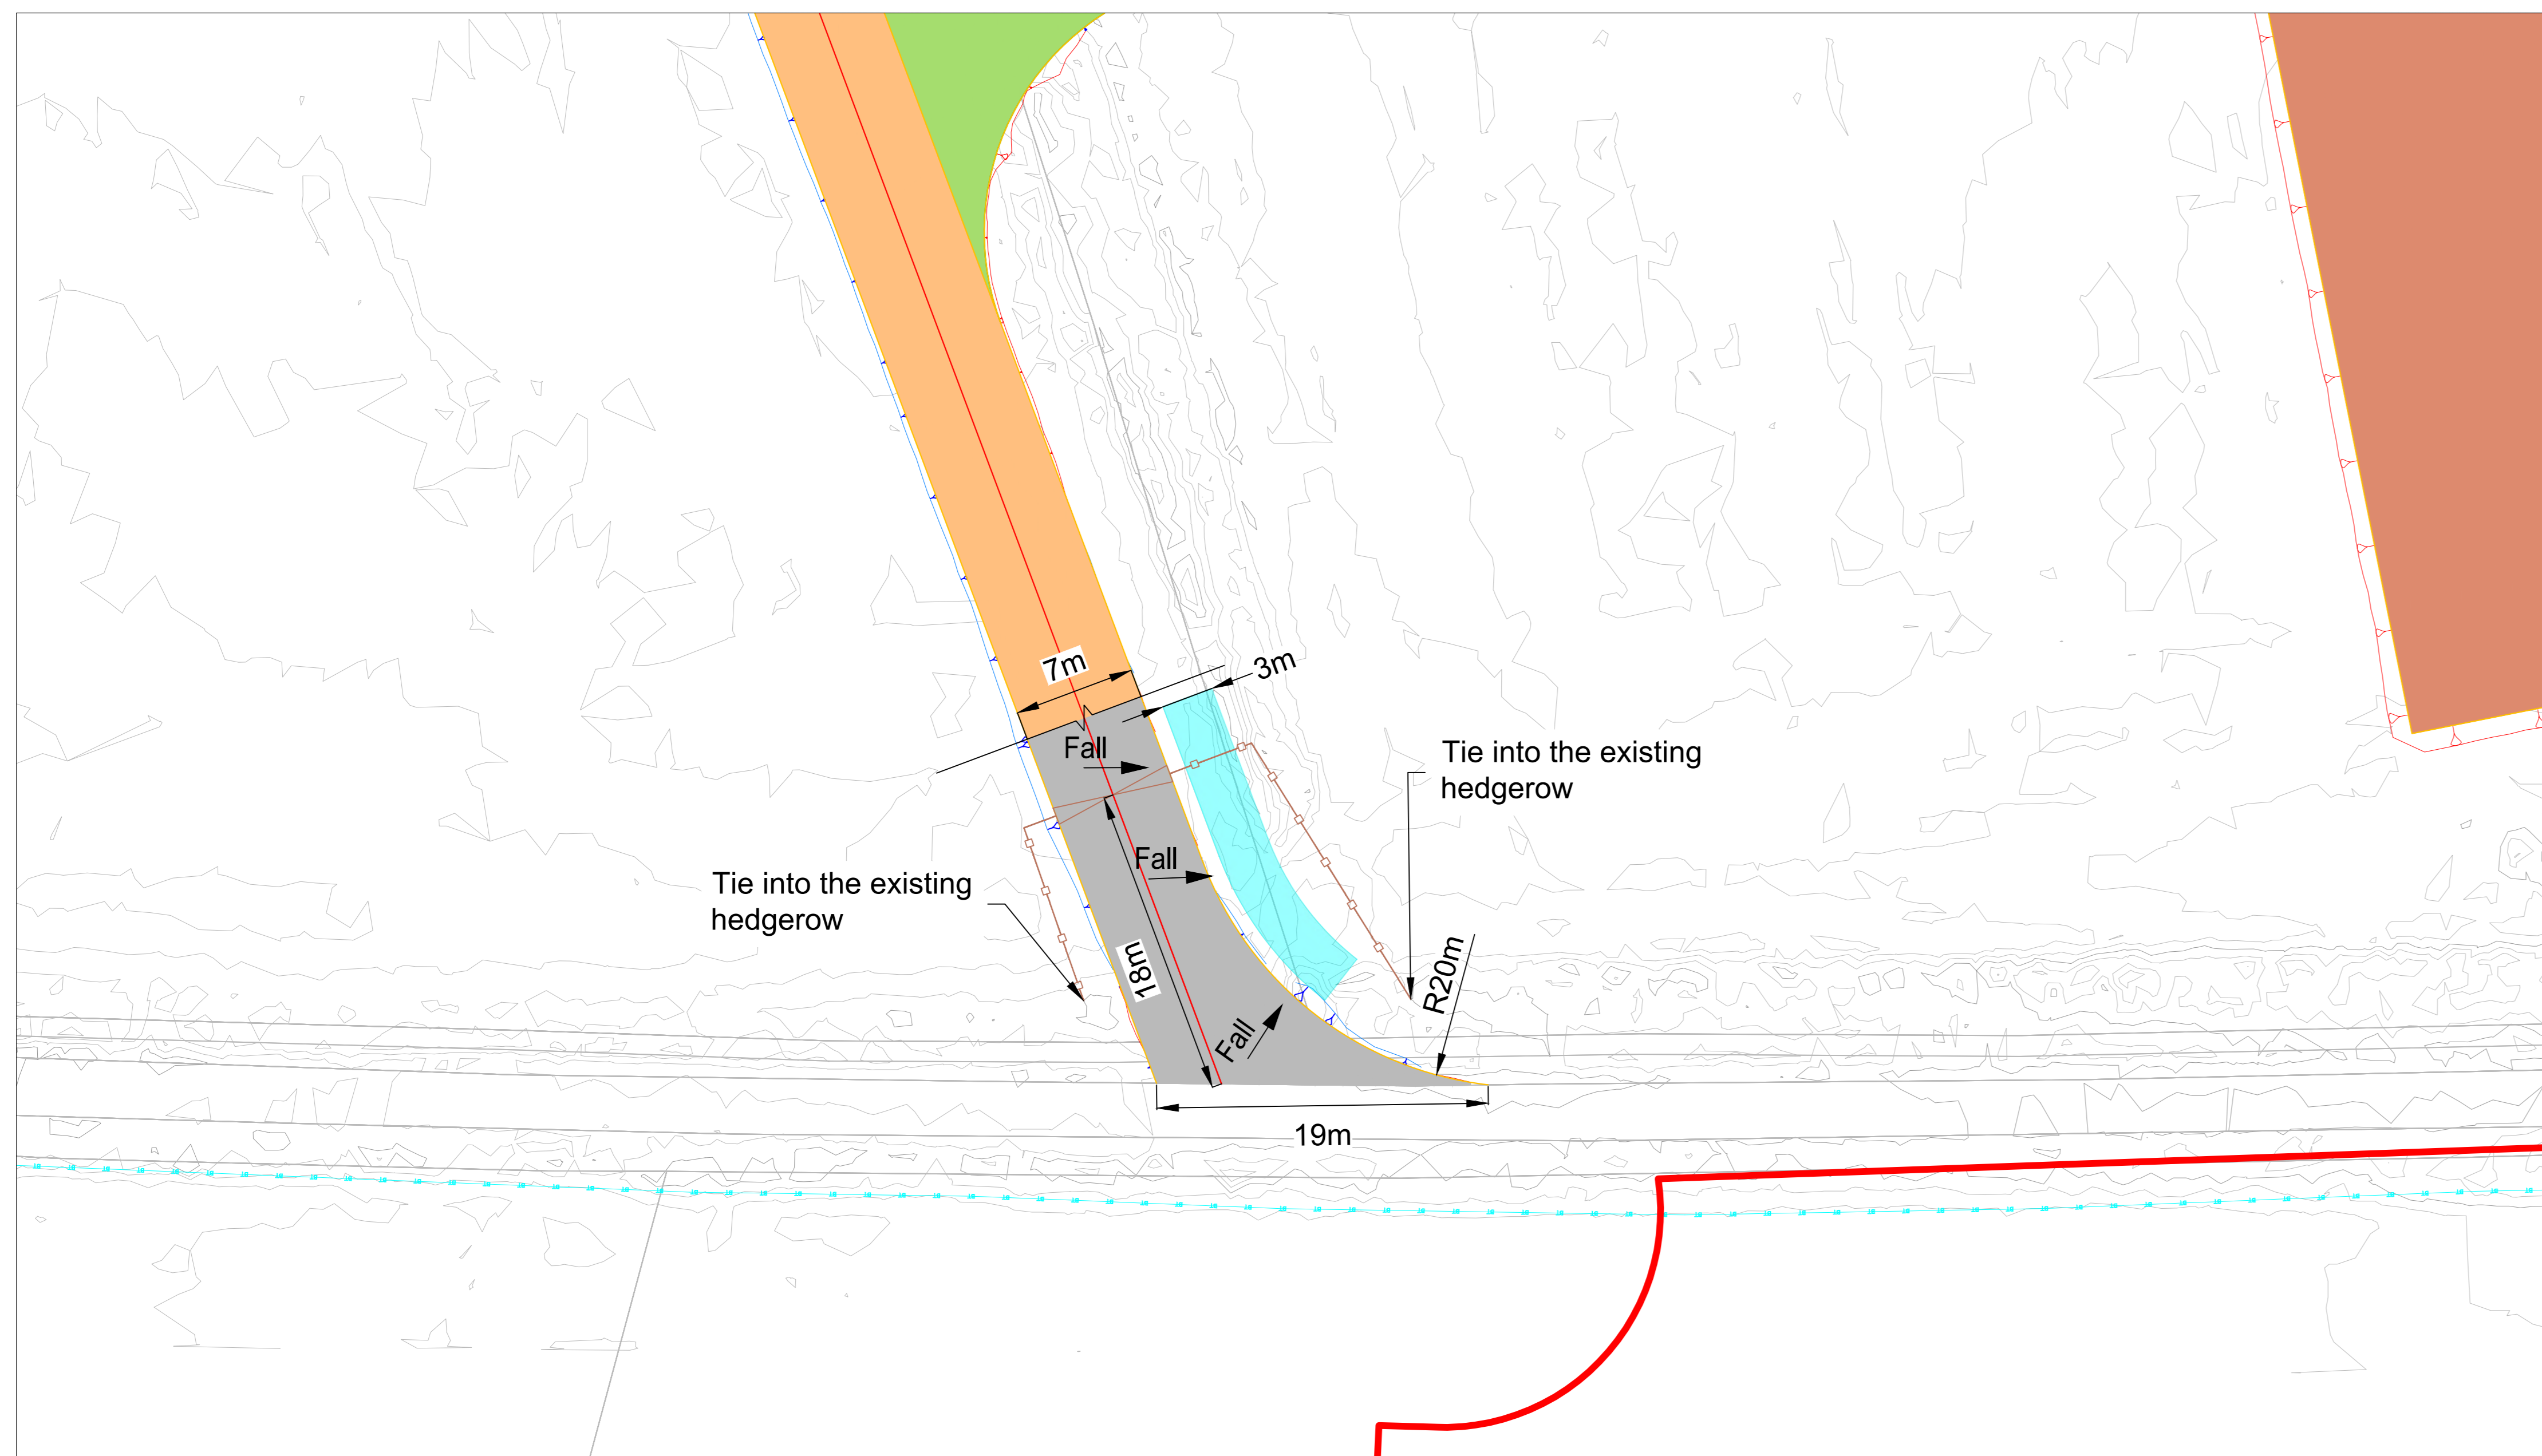 7m
3m
Fall
Tie into the existing
hedgerow
Fall
Tie into the existing
hedgerow
18m
R20m
Fall
19m